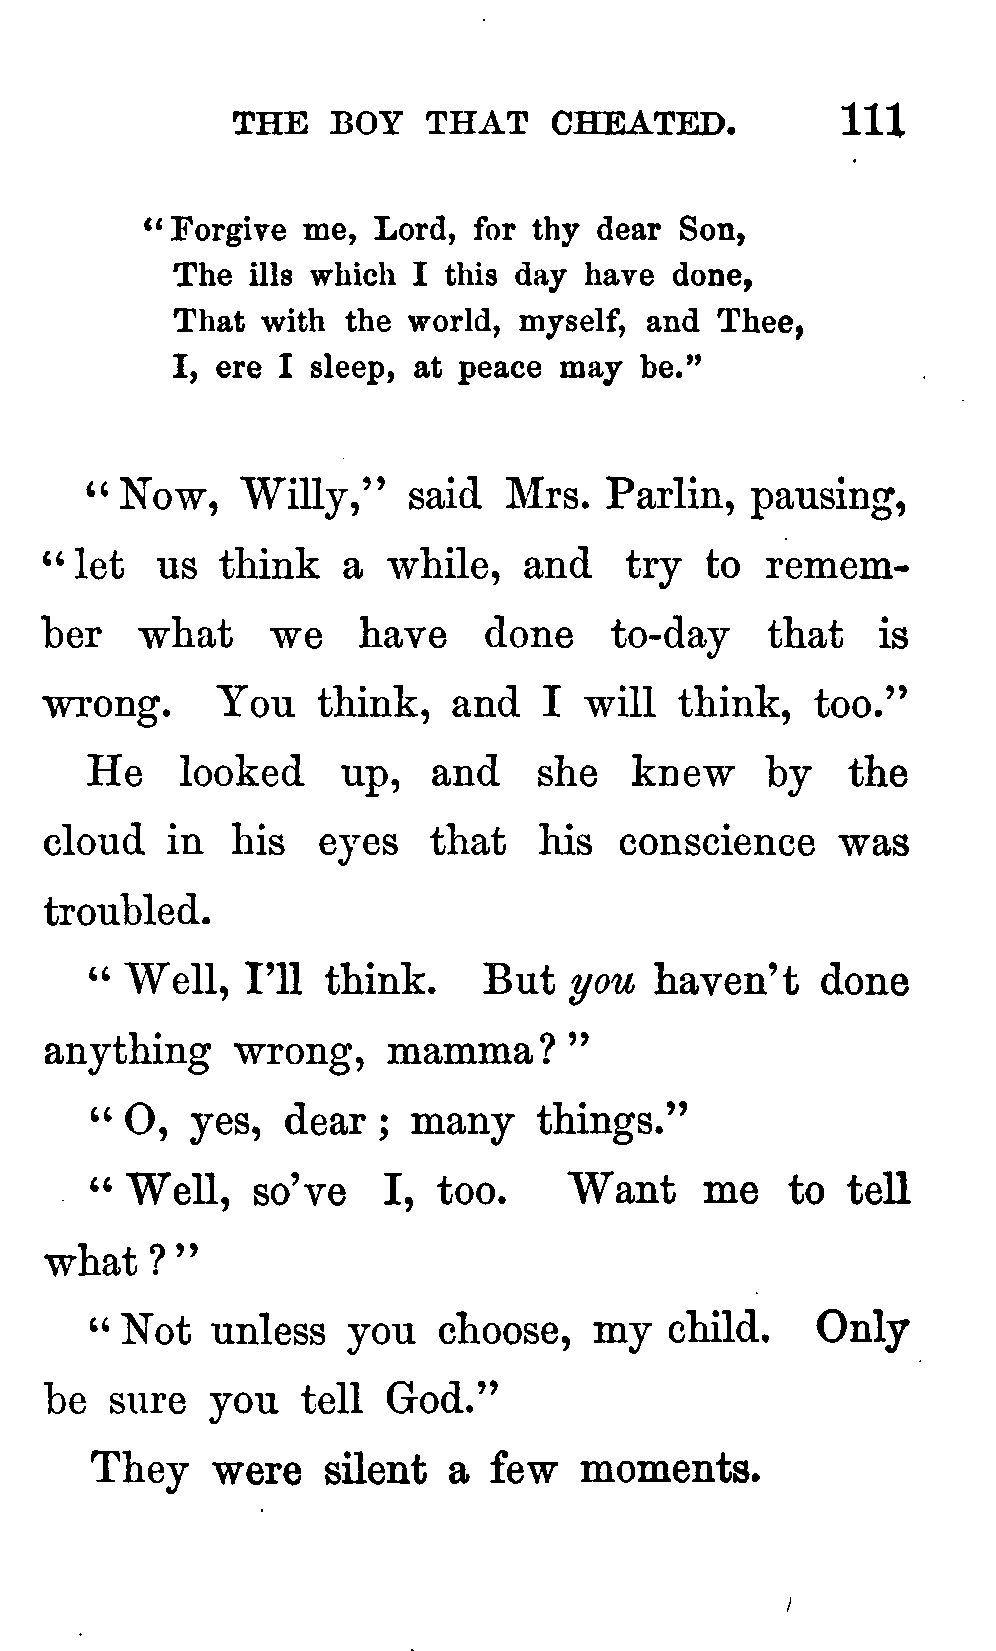 THE BOY THAT CHEATED. 111
"Forgive me, Lord, for thy dear Son,
The ills which I this day have done,
That with the world, myself, and Thee,
I, ere I sleep, at peace may be."
"Now, Willy," said Mrs. Parlin, pausing,
"let us think a while, and try to remem-
ber what we have done to-day that is
wrong. You think, and I will think, too."
He looked up, and she knew by the
cloud in his eyes that his conscience was
troubled.
"Well, I'll think. But you haven't done
anything wrong, mamma?"
"O, yes, dear; many things."
"Well, so've I, too. Want me to tell
what?"
"Not unless you choose, my child. Only
be sure you tell God."
They were silent a few moments.